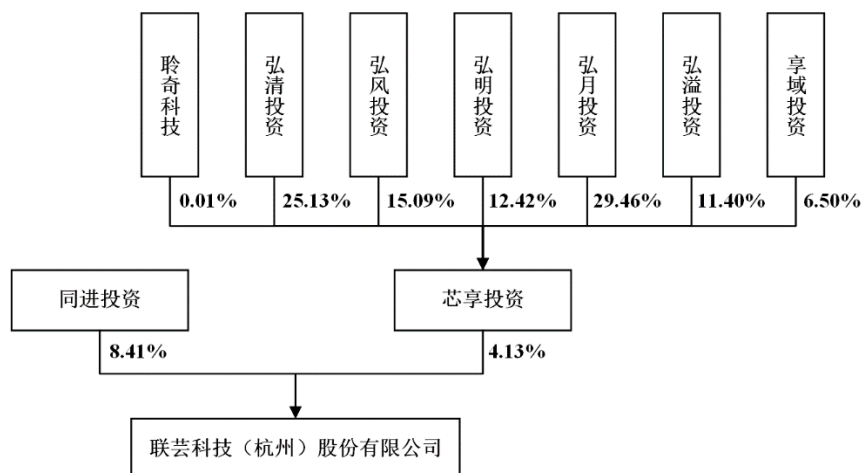 聆奇科技
弘清投资
弘风投资
弘明投资
弘月投资
弘溢投资
享域投资
0.01%
25.13%
15.09%
12.42%
29.46%
11.40%
6.50%
同进投资
芯享投资
8.41%
4.13%
联芸科技（杭州）股份有限公司